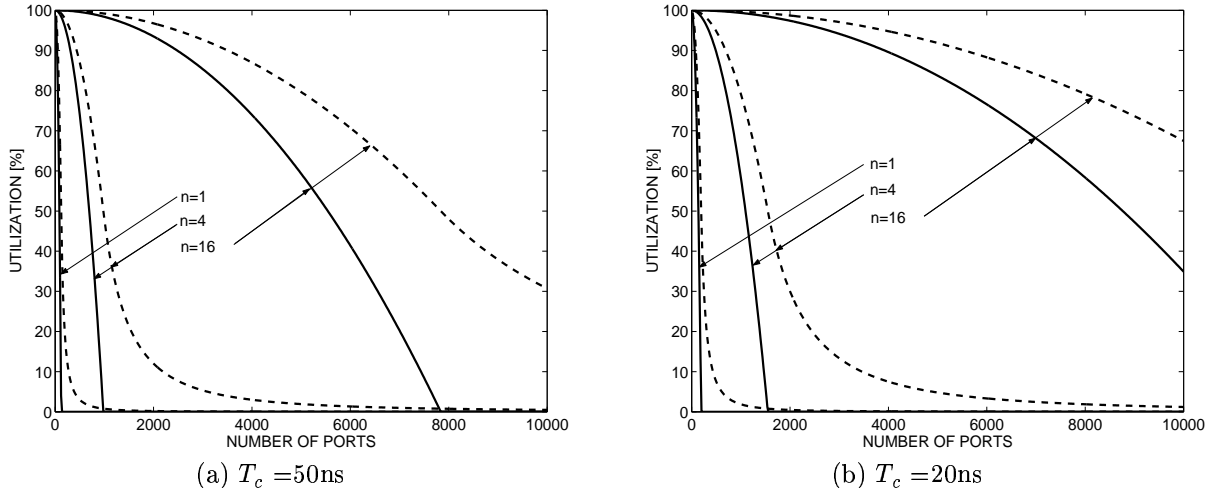 100
90
80
70
60
50
40
30
20
10
0
UTILIZATION [%]
n=1
n=4
n=16
0 2000 4000 6000 8000 10000
NUMBER OF PORTS
(a) T_c =50ns
100
90
80
70
60
50
40
30
20
10
0
UTILIZATION [%]
n=1
n=4
n=16
0 2000 4000 6000 8000 10000
NUMBER OF PORTS
(b) T_c =20ns